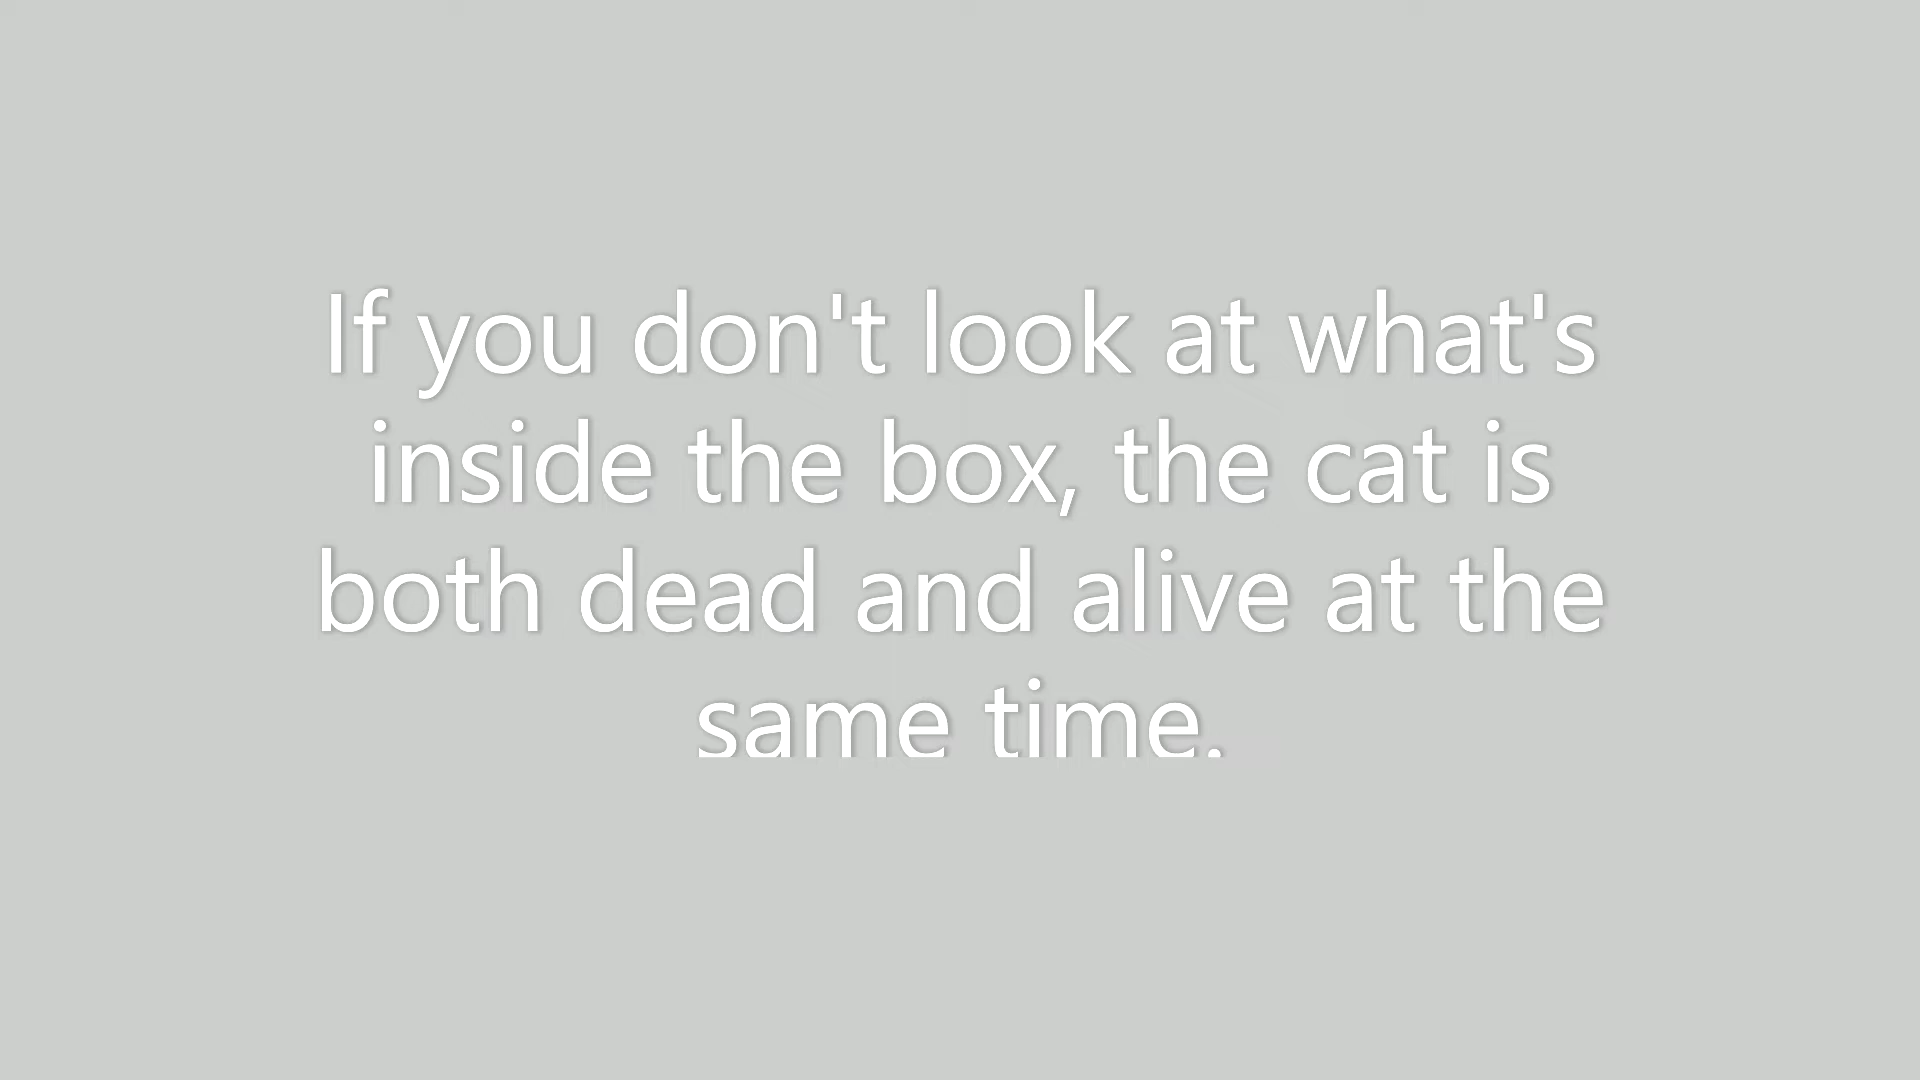 If you don't look at what's
inside the box, the cat is
both dead and alive at the
same time.